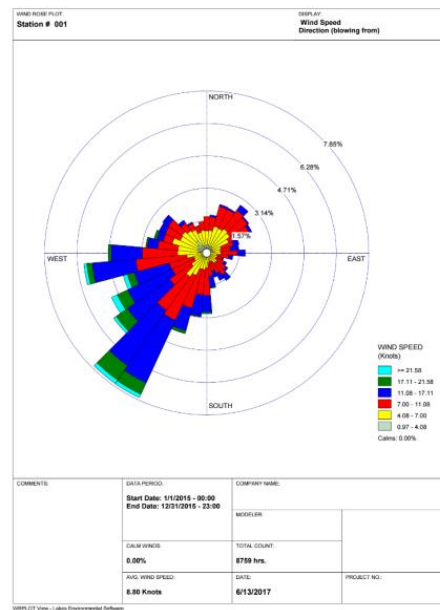 WIND ROSE PLOT:
Station # 001
DISPLAY:
Wind Speed
Direction (blowing from)
NORTH
7.85%
6.28%
4.71%
3.14%
1.57%
WEST
EAST
SOUTH
WIND SPEED
(Knots)
>= 21.58
17.11 - 21.58
11.08 - 17.11
7.00 - 11.08
4.08 - 7.00
0.97 - 4.08
Calms: 0.00%
COMMENTS:
DATA PERIOD:
Start Date: 1/1/2015 - 00:00
End Date: 12/31/2015 - 23:00
COMPANY NAME:
MODELER:
CALM WINDS:
0.00%
TOTAL COUNT:
8759 hrs.
AVG. WIND SPEED:
8.80 Knots
DATE:
6/13/2017
PROJECT NO.:
WRPLOT View - Lakes Environmental Software